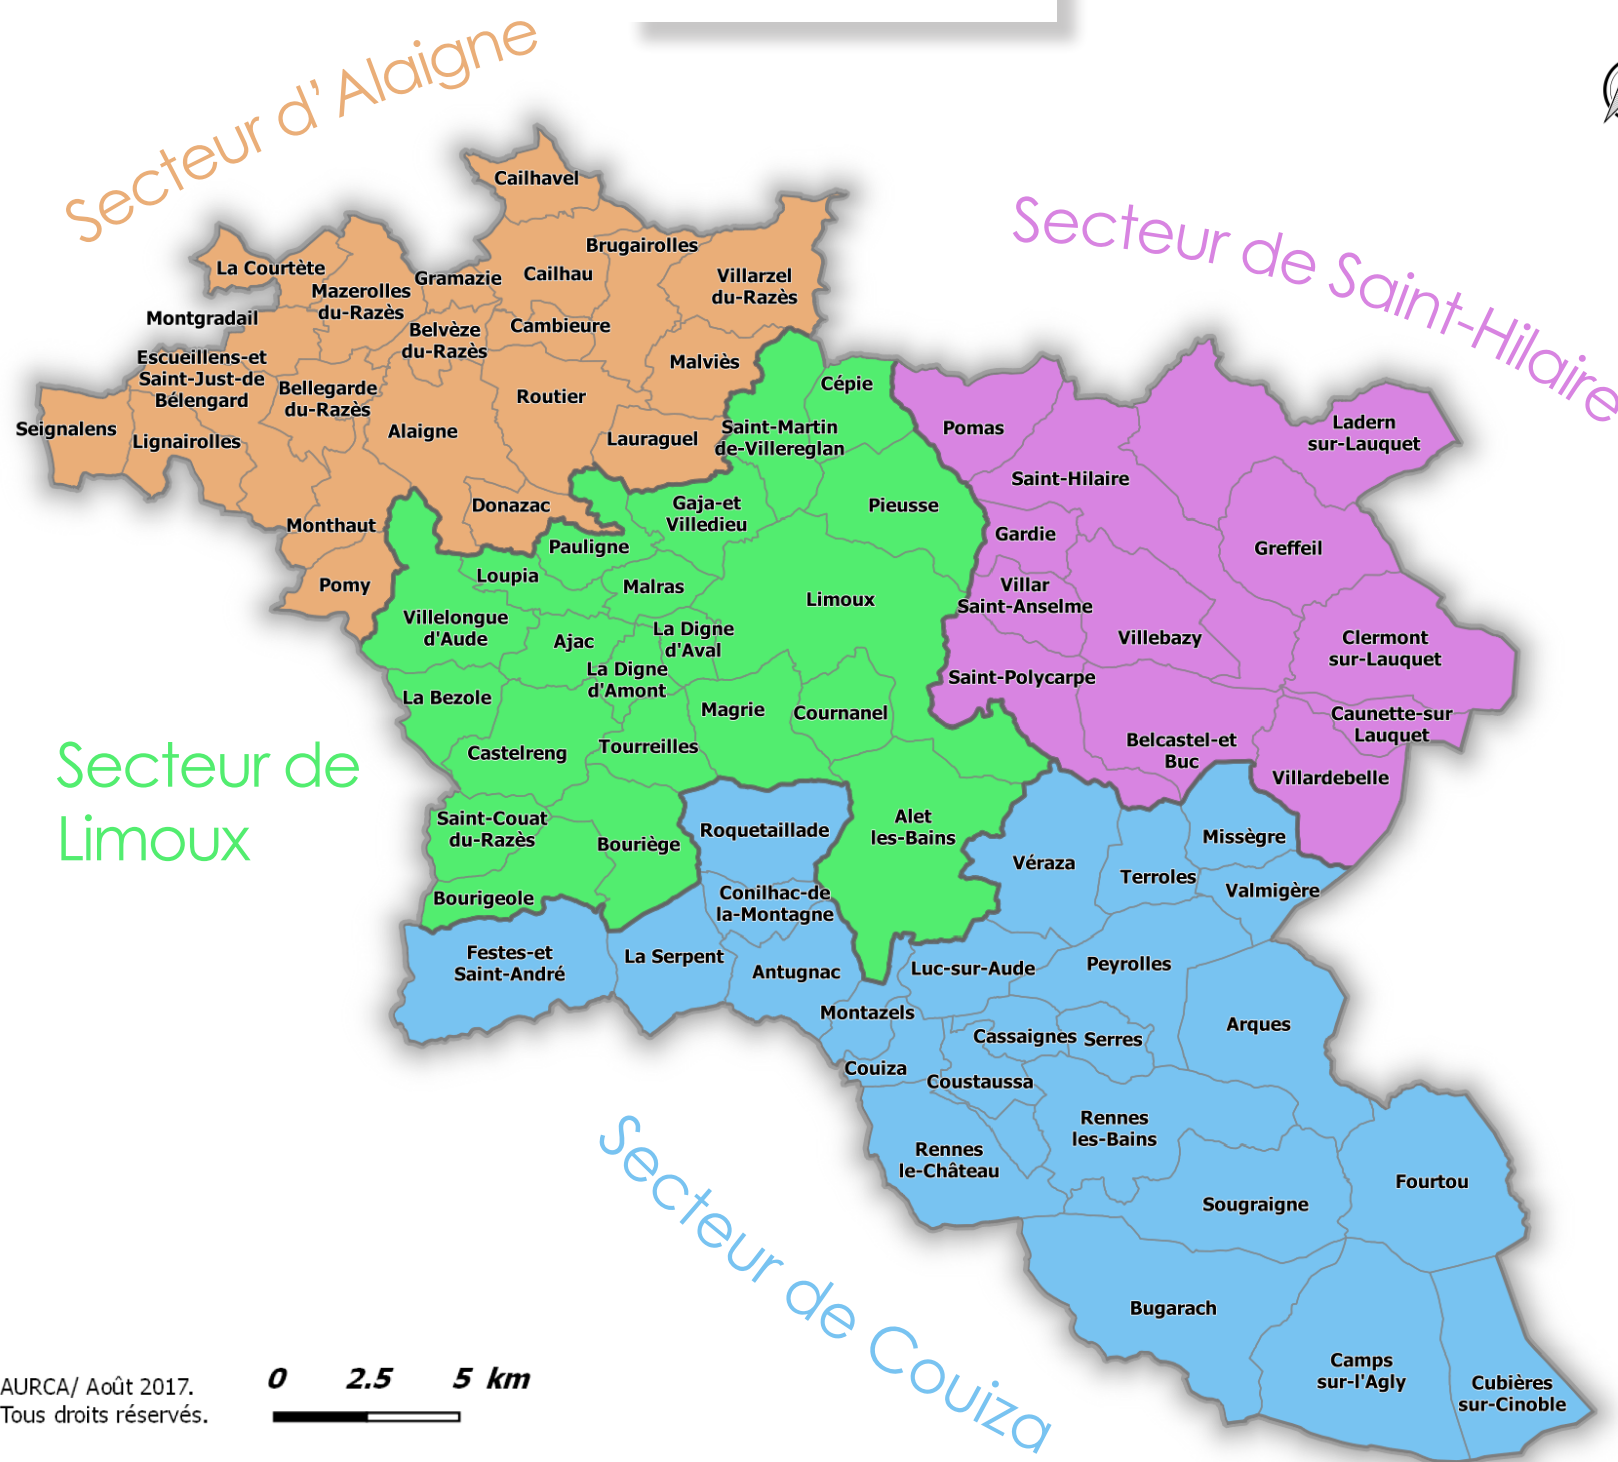 Secteur d'Alaigne
Cailhavel
Secteur de Saint-Hilaire
Brugairolles
La Courtète
Gramazie
Cailhau
Villarzel
du-Razès
Mazerolles
du-Razès
Montgradail
Belvèze
du-Razès
Cambieure
Escueillens-et
Saint-Just-de
Bélengard
Malviès
Bellegarde
du-Razès
Routier
Cépie
Seignalens
Lignairolles
Alaigne
Lauraguel
Saint-Martin
de-Villereglan
Pomas
Ladern
sur-Lauquet
Saint-Hilaire
Monthaut
Donazac
Gaja-et
Villedieu
Pieusse
Gardie
Greffeil
Pauligne
Pomy
Loupia
Malras
Limoux
Villar
Saint-Anselme
Villelongue
d'Aude
Ajac
La Digne
d'Aval
Villebazy
Clermont
sur-Lauquet
La Digne
d'Amont
Saint-Polycarpe
La Bezole
Magrie
Cournanel
Caunette-sur
Lauquet
Castelreng
Tourreilles
Belcastel-et
Buc
Villardebelle
Secteur de
Limoux
Saint-Couat
du-Razès
Bouriège
Roquetaillade
Alet
les-Bains
Missègre
Véraza
Terroles
Valmigère
Bourigeole
Conilhac-de
la-Montagne
Festes-et
Saint-André
La Serpent
Antugnac
Luc-sur-Aude
Peyrolles
Montazels
Arques
Cassaignes
Serres
Couiza
Coustaussa
Rennes
les-Bains
Rennes
le-Château
Fourtou
Sougraigne
Secteur de Couiza
Bugarach
Camps
sur-l'Agly
Cubières
sur-Cinoble
AURCA/ Août 2017.
Tous droits réservés.
0 2.5 5 km